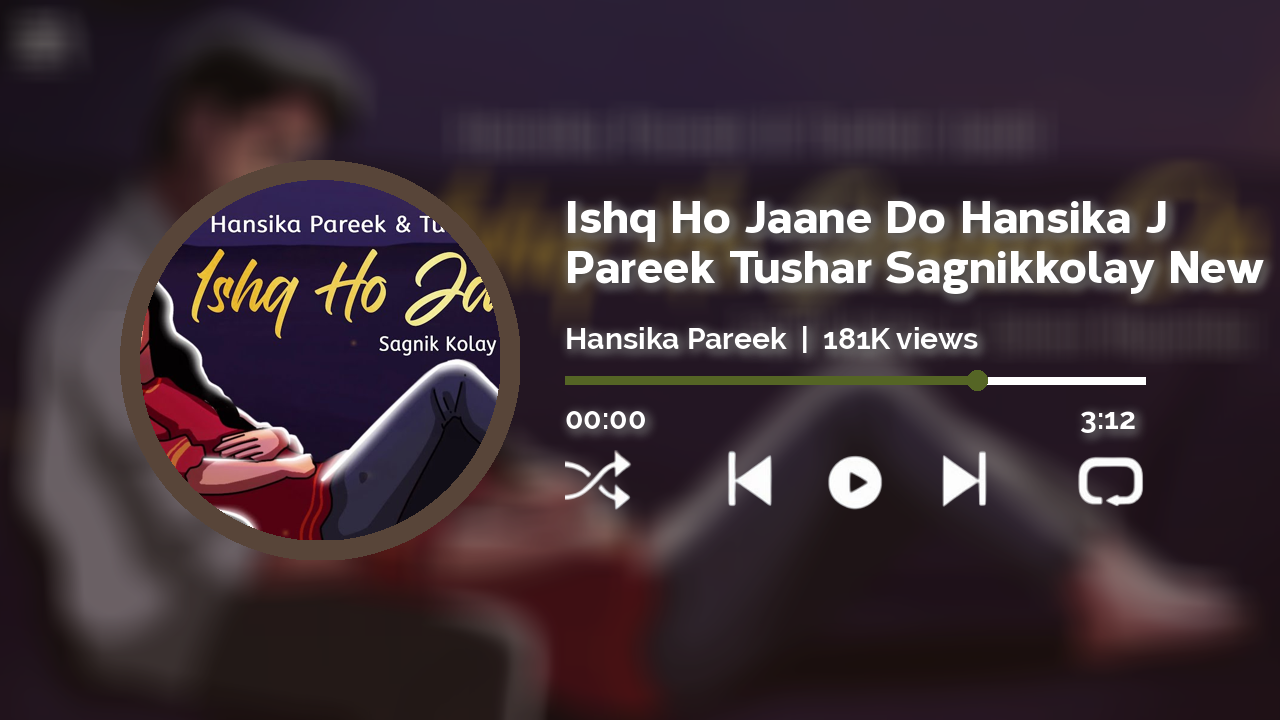 Hansika Pareek & Tu
Ishq Ho Ja
Sagnik Kolay
Ishq Ho Jaane Do Hansika J
Pareek Tushar Sagnikkolay New
Hansika Pareek | 181K views
00:00
3:12